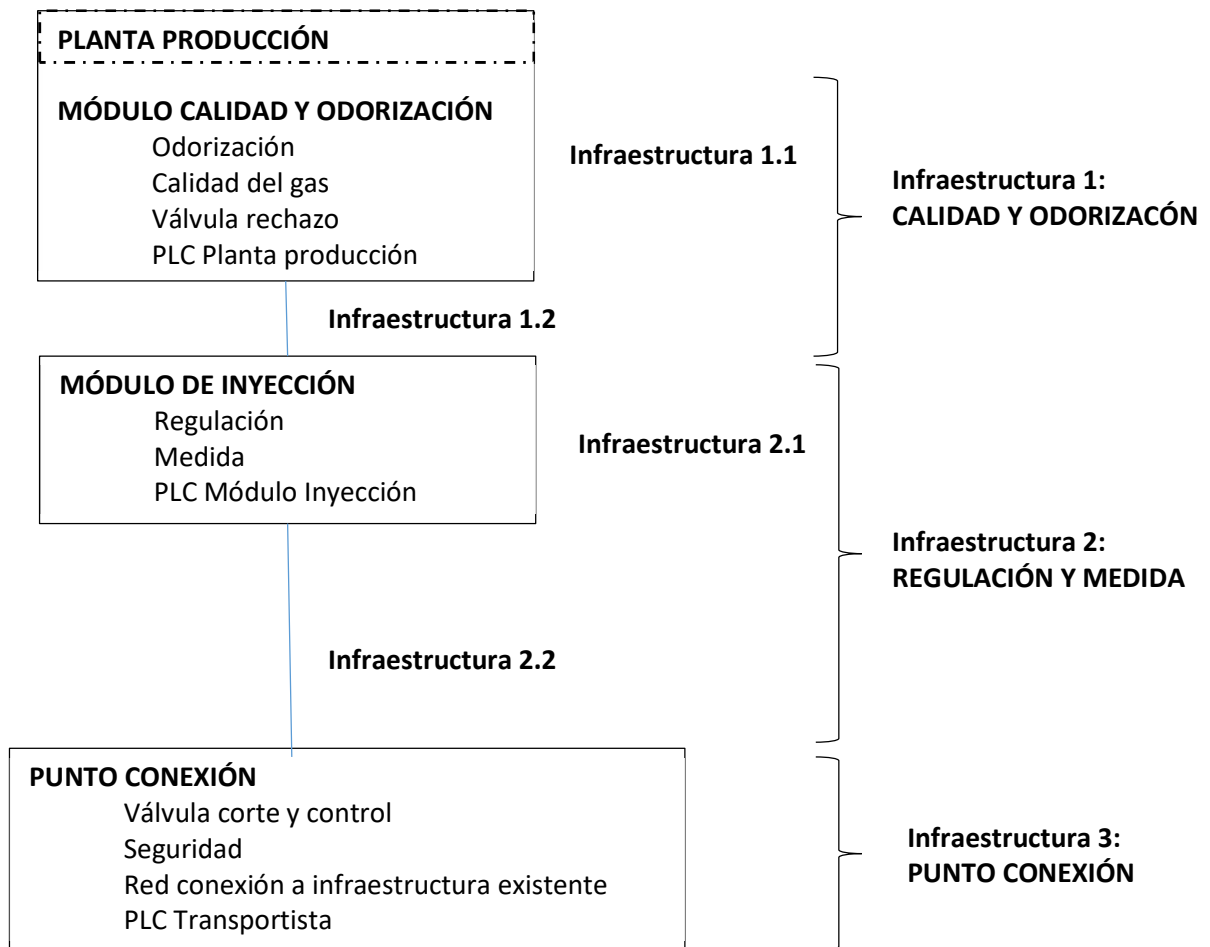 PLANTA PRODUCCIÓN
MÓDULO CALIDAD Y ODORIZACIÓN
Odorización
Calidad del gas
Válvula rechazo
PLC Planta producción
Infraestructura 1.1
Infraestructura 1:
CALIDAD Y ODORIZACÓN
Infraestructura 1.2
MÓDULO DE INYECCIÓN
Regulación
Medida
PLC Módulo Inyección
Infraestructura 2.1
Infraestructura 2:
REGULACIÓN Y MEDIDA
Infraestructura 2.2
PUNTO CONEXIÓN
Válvula corte y control
Seguridad
Red conexión a infraestructura existente
PLC Transportista
Infraestructura 3:
PUNTO CONEXIÓN